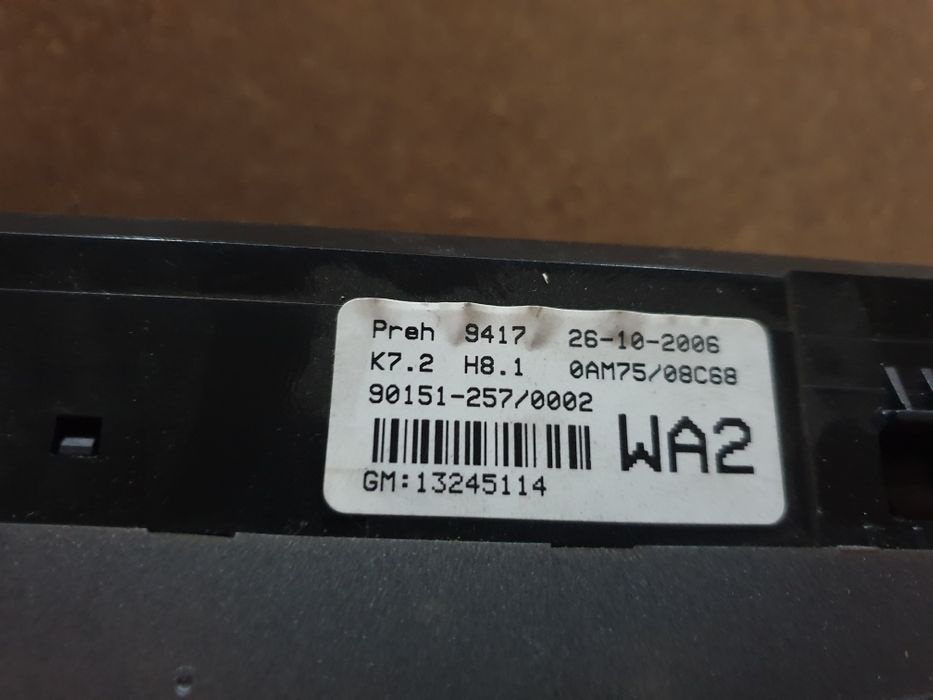 Preh 9417 26-10-2006
K7.2 H8.1 0AM75/08C68
90151-257/0002
WA2
GM:13245114